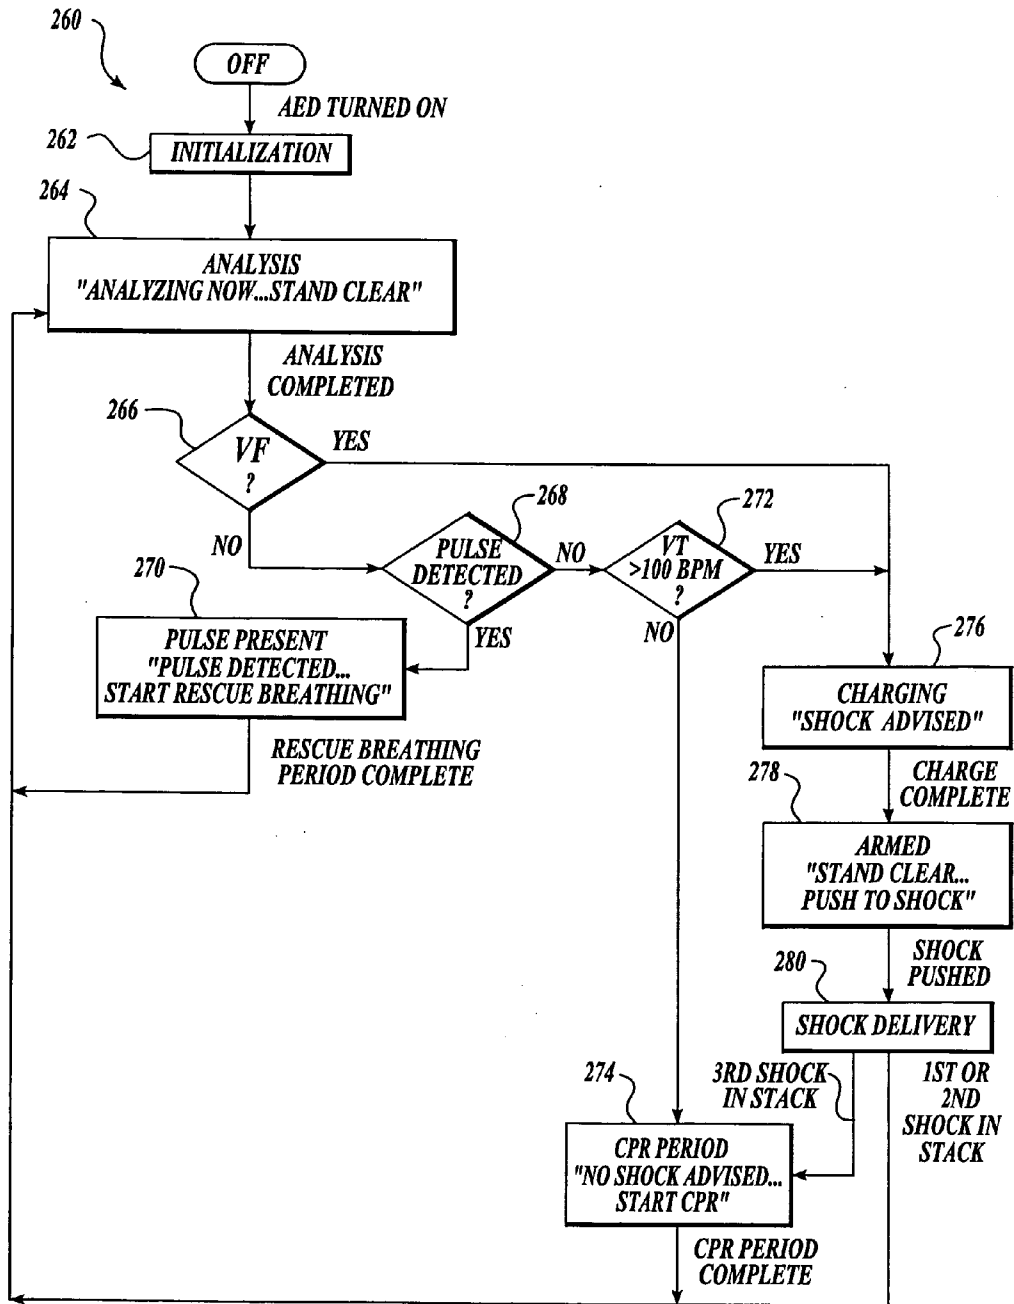 260
OFF
AED TURNED ON
262
INITIALIZATION
264
ANALYSIS
"ANALYZING NOW...STAND CLEAR"
ANALYSIS
COMPLETED
266
VF
?
YES
NO
268
PULSE
DETECTED
?
NO
YES
272
VT
>100 BPM
?
YES
NO
270
PULSE PRESENT
"PULSE DETECTED...
START RESCUE BREATHING"
RESCUE BREATHING
PERIOD COMPLETE
276
CHARGING
"SHOCK ADVISED"
CHARGE
COMPLETE
278
ARMED
"STAND CLEAR...
PUSH TO SHOCK"
SHOCK
PUSHED
280
SHOCK DELIVERY
3RD SHOCK
IN STACK
1ST OR
2ND
SHOCK IN
STACK
274
CPR PERIOD
"NO SHOCK ADVISED...
START CPR"
CPR PERIOD
COMPLETE